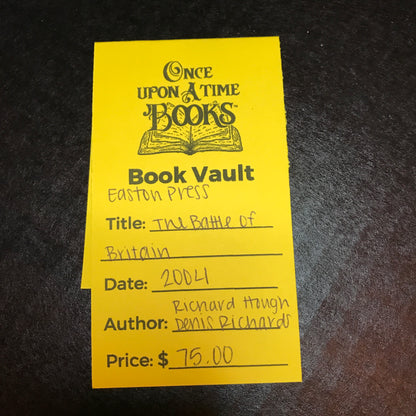 ONCE
UPON A TIME
BOOKS™
Book Vault
Easton Press
Title: The Battle of
Britain
Date: 2004
Richard Hough
Author: Denis Richards
Price: $ 75.00